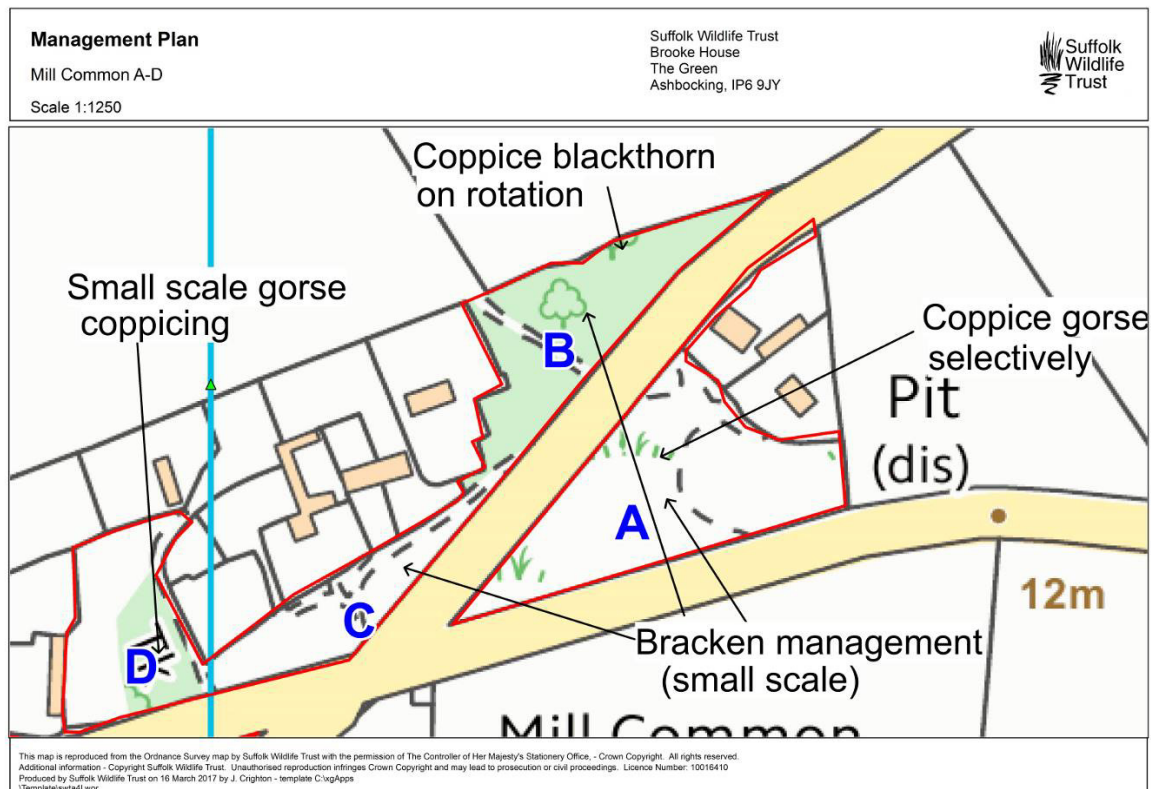 Management Plan
Mill Common A-D
Scale 1:1250
Suffolk Wildlife Trust
Brooke House
The Green
Ashbocking, IP6 9JY
Suffolk
Wildlife
Trust
Coppice blackthorn
on rotation
Small scale gorse
coppicing
Coppice gorse
selectively
B
Pit
(dis)
A
12m
C
D
Bracken management
(small scale)
Mill Common
This map is reproduced from the Ordnance Survey map by Suffolk Wildlife Trust with the permission of The Controller of Her Majesty's Stationery Office, - Crown Copyright. All rights reserved.
Additional information - Copyright Suffolk Wildlife Trust. Unauthorised reproduction infringes Crown Copyright and may lead to prosecution or civil proceedings. Licence Number: 10016410
Produced by Suffolk Wildlife Trust on 16 March 2017 by J. Crighton - template C:\xgApps
\Template\swta4l.wor